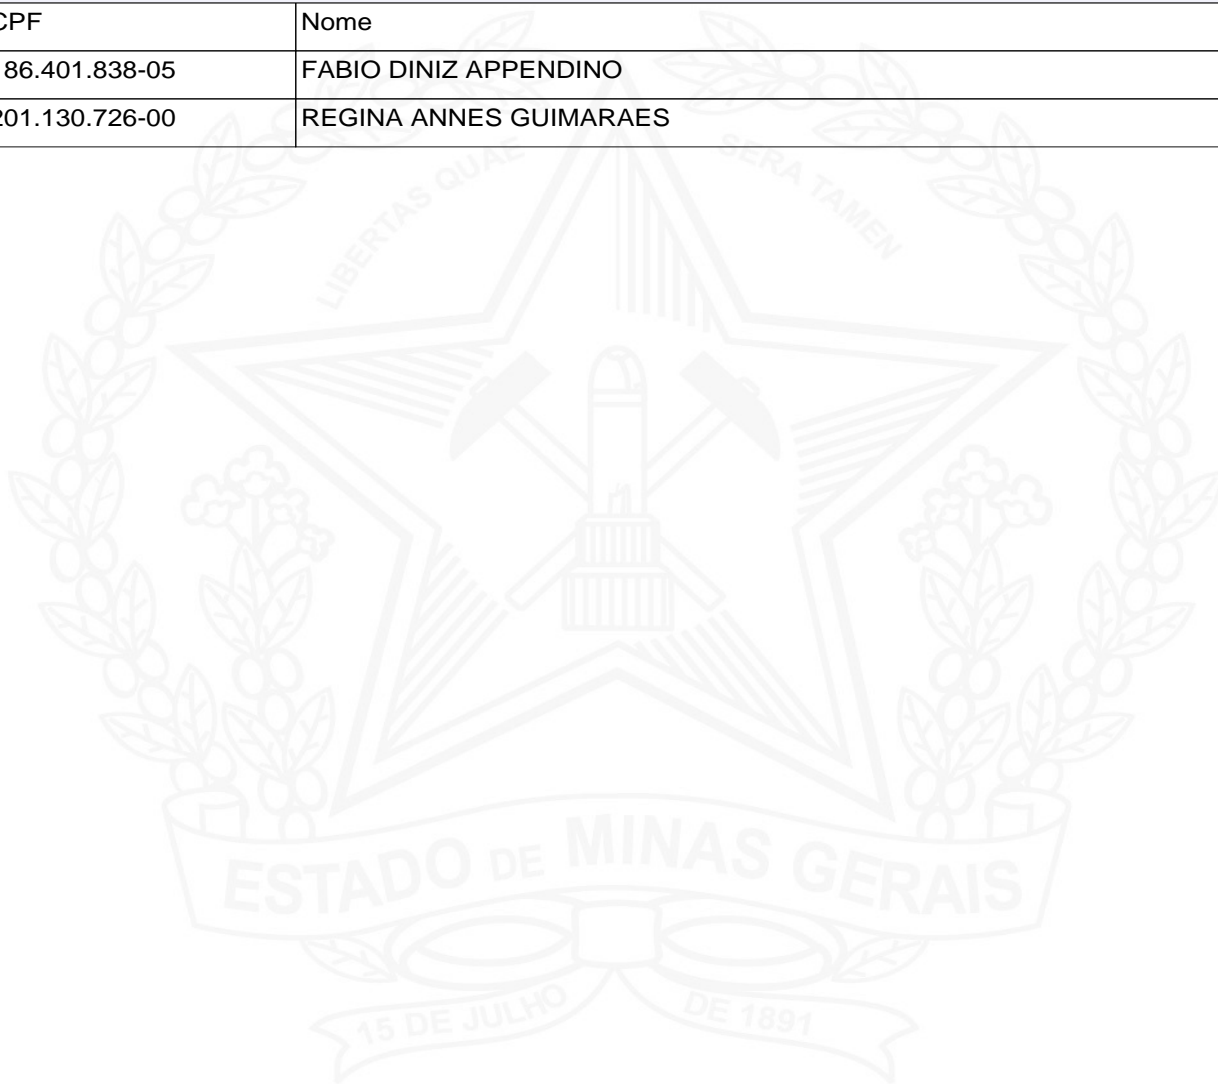 CPF Nome
86.401.838-05 FABIO DINIZ APPENDINO
201.130.726-00 REGINA ANNES GUIMARAES
LIBERTAS QUAE SERA TAMEN
ESTADO DE MINAS GERAIS
15 DE JULHO DE 1891